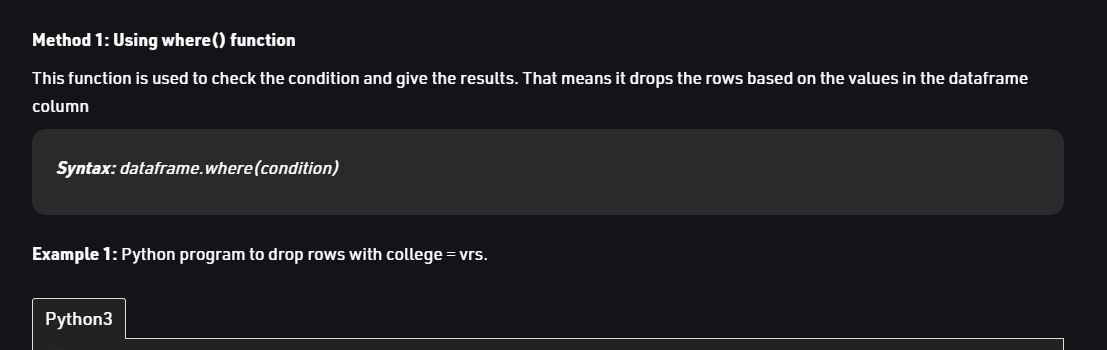 Method 1: Using where() function
This function is used to check the condition and give the results. That means it drops the rows based on the values in the dataframe
column
Syntax: dataframe.where(condition)
Example 1: Python program to drop rows with college = vrs.
Python3